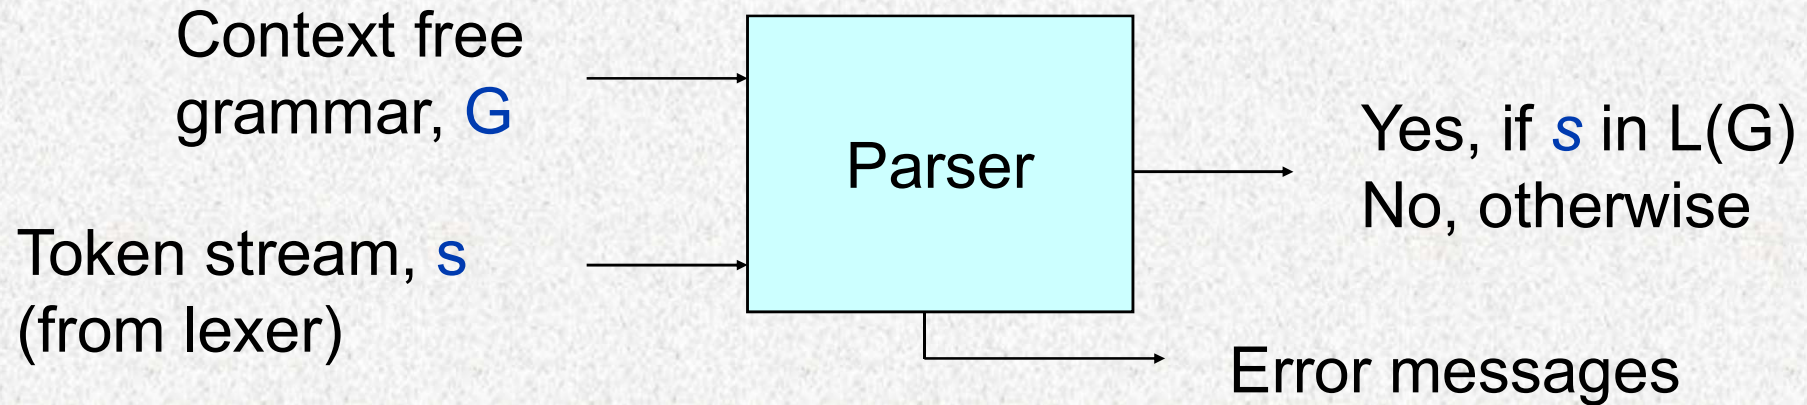 Context free
grammar, G
Token stream, s
(from lexer)
Parser
Yes, if s in L(G)
No, otherwise
Error messages